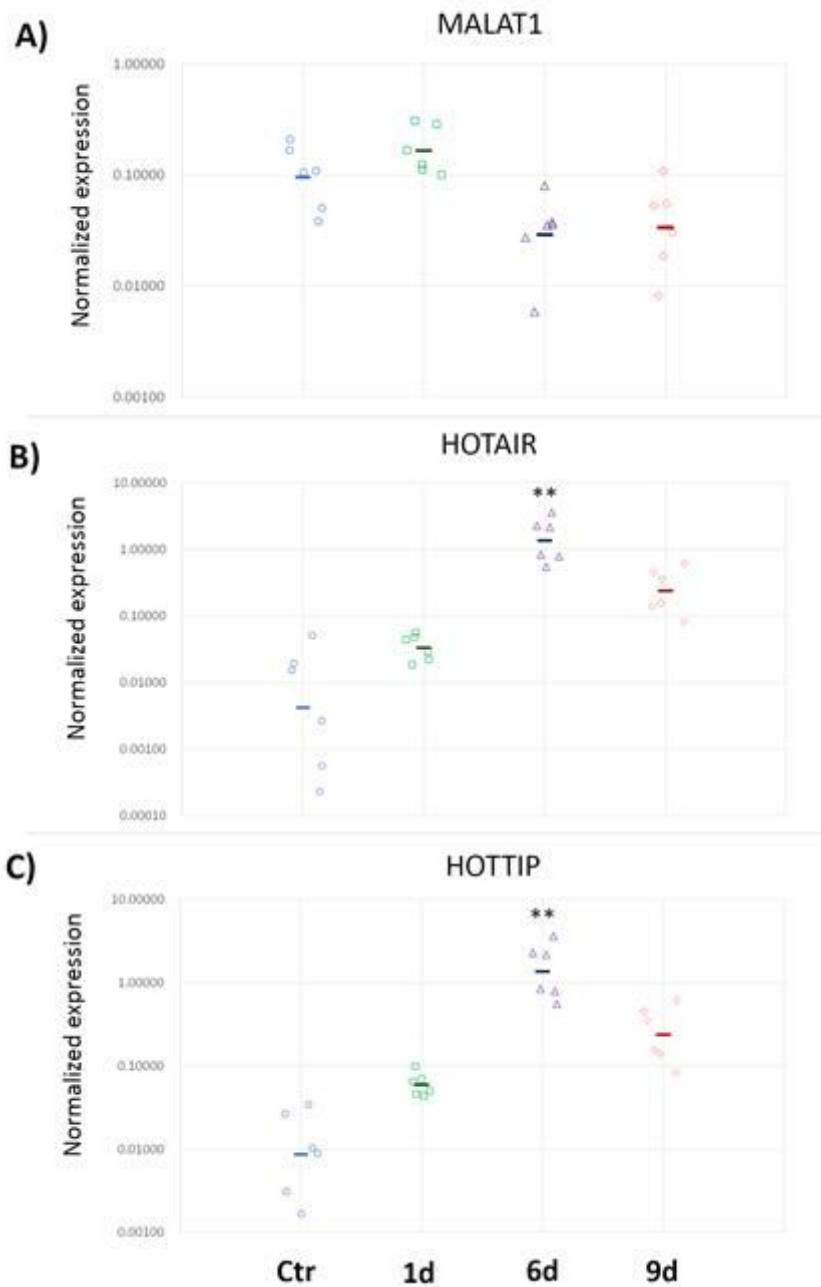 A)
MALAT1
Normalized expression
1.00000
0.10000
0.01000
0.00100
B)
HOTAIR
Normalized expression
10.00000
**
1.00000
0.10000
0.01000
0.00100
0.00010
C)
HOTTIP
Normalized expression
10.00000
**
1.00000
0.10000
0.01000
0.00100
Ctr 1d 6d 9d